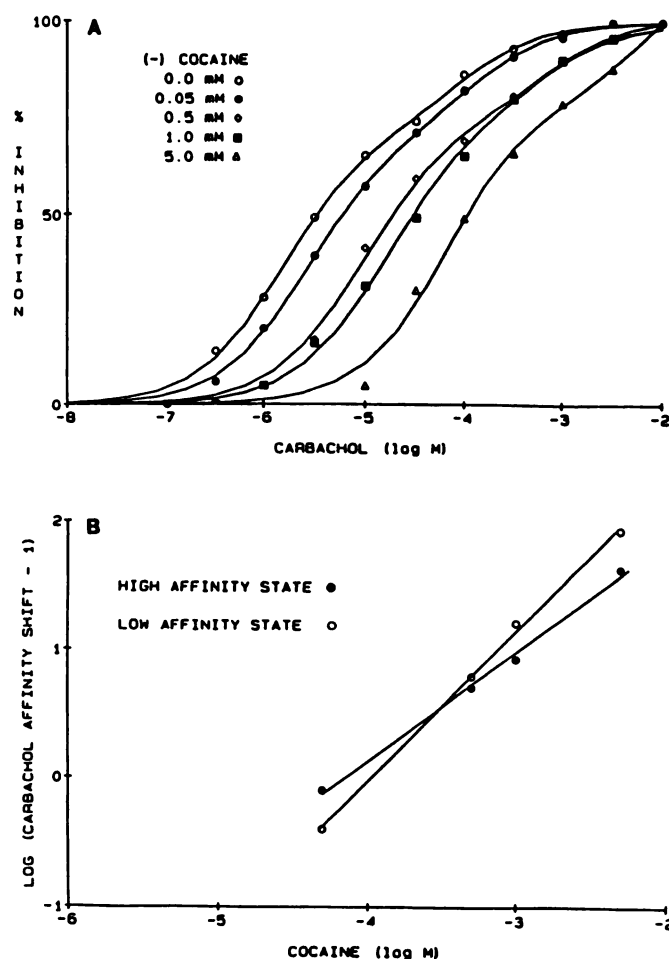 A
100
(-) COCAINE
0.0 mM
0.05 mM
0.5 mM
1.0 mM
5.0 mM
% INHIBITION
50
0
-8 -7 -6 -5 -4 -3 -2
CARBACHOL (log M)
B
2
HIGH AFFINITY STATE
LOW AFFINITY STATE
1
LOG (CARBACHOL AFFINITY SHIFT - 1)
0
-1
-6 -5 -4 -3 -2
COCAINE (log M)